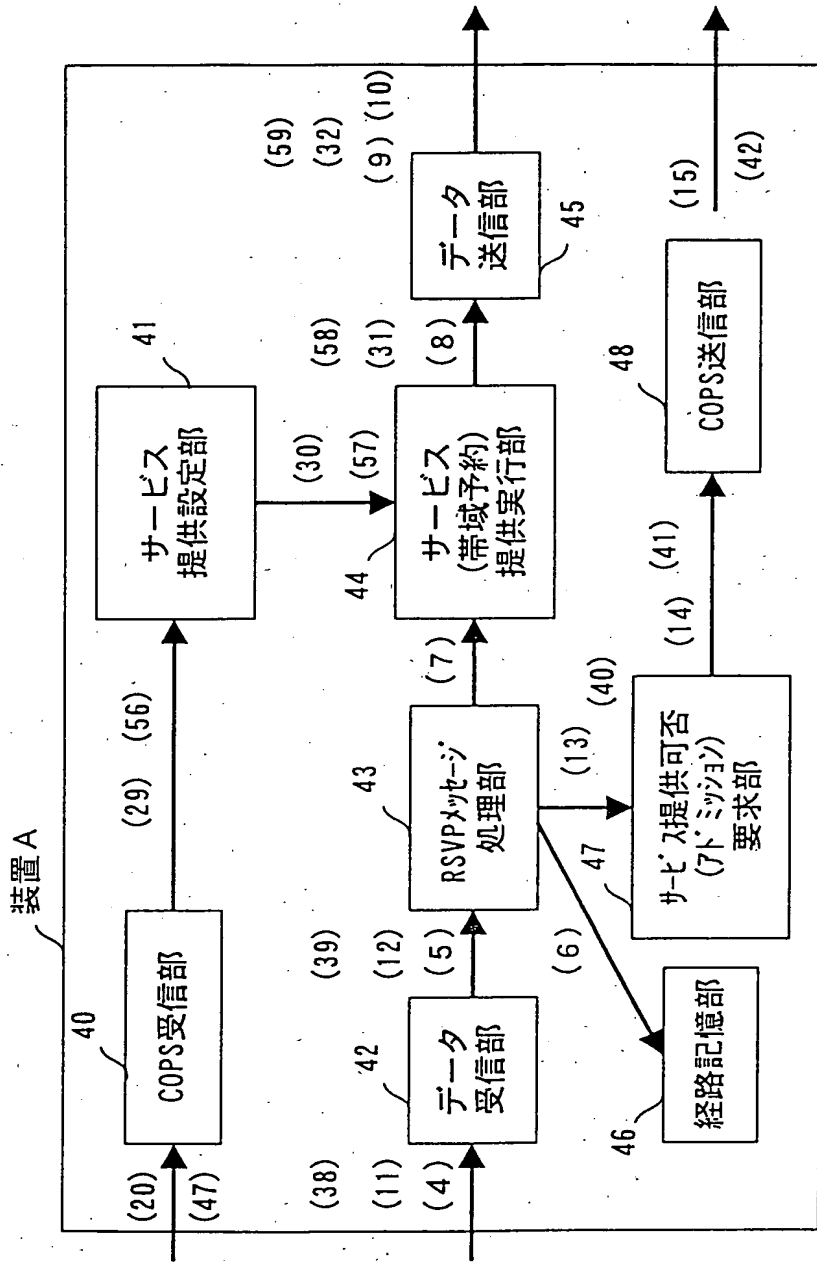 装置A
(20)
(47)
40
COPS受信部
(29) (56)
41
サービス
提供設定部
(30) (57)
(38)
(11)
(4)
42
データ
受信部
(39)
(12)
(5)
43
RSVPメッセージ
処理部
(7)
44
サービス
(帯域予約)
提供実行部
(58)
(31)
(8)
データ
送信部
45
(59)
(32)
(9) (10)
(6)
46
経路記憶部
(13) (40)
47
サービス提供可否
(アドミッション)
要求部
(14) (41)
48
COPS送信部
(15)
(42)